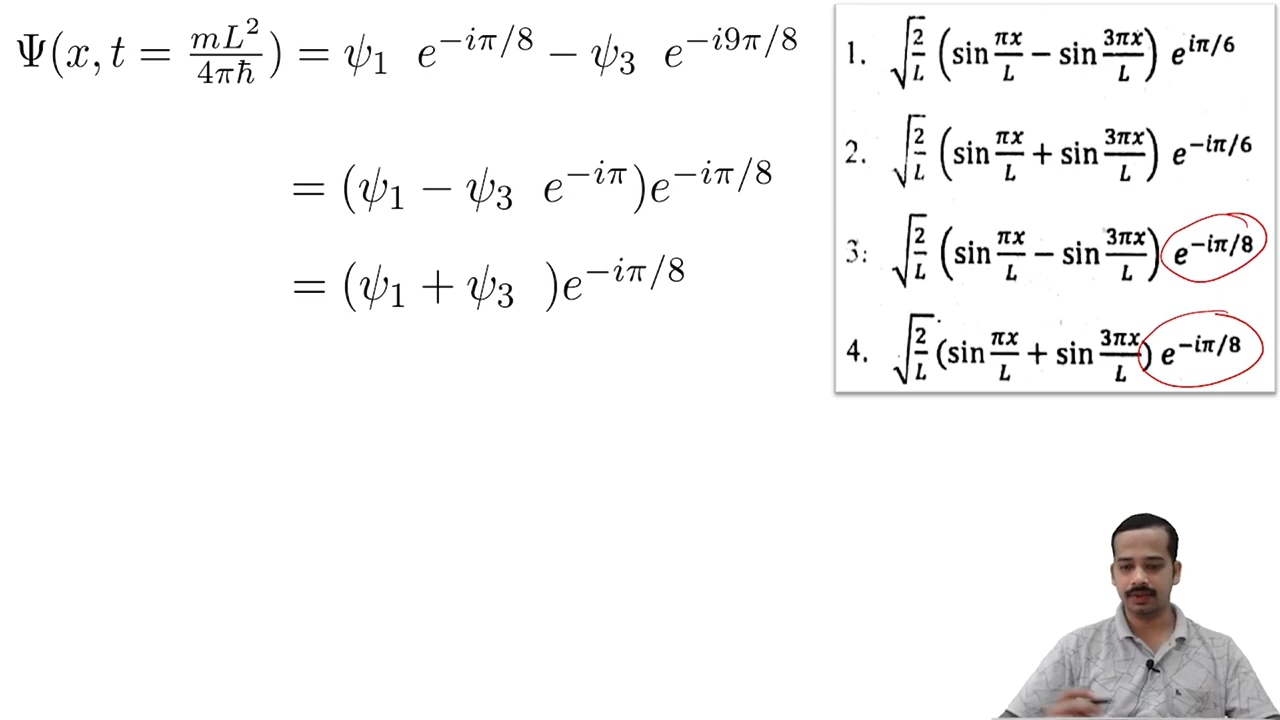 Ψ(x, t = mL²/4πħ) = ψ₁ e^{−iπ/8} − ψ₃ e^{−i9π/8}
= (ψ₁ − ψ₃ e^{−iπ})e^{−iπ/8}
= (ψ₁ + ψ₃ )e^{−iπ/8}
1. √(2/L) (sin πx/L − sin 3πx/L) e^{iπ/6}
2. √(2/L) (sin πx/L + sin 3πx/L) e^{−iπ/6}
3: √(2/L) (sin πx/L − sin 3πx/L) e^{−iπ/8}
4. √(2/L) (sin πx/L + sin 3πx/L) e^{−iπ/8}